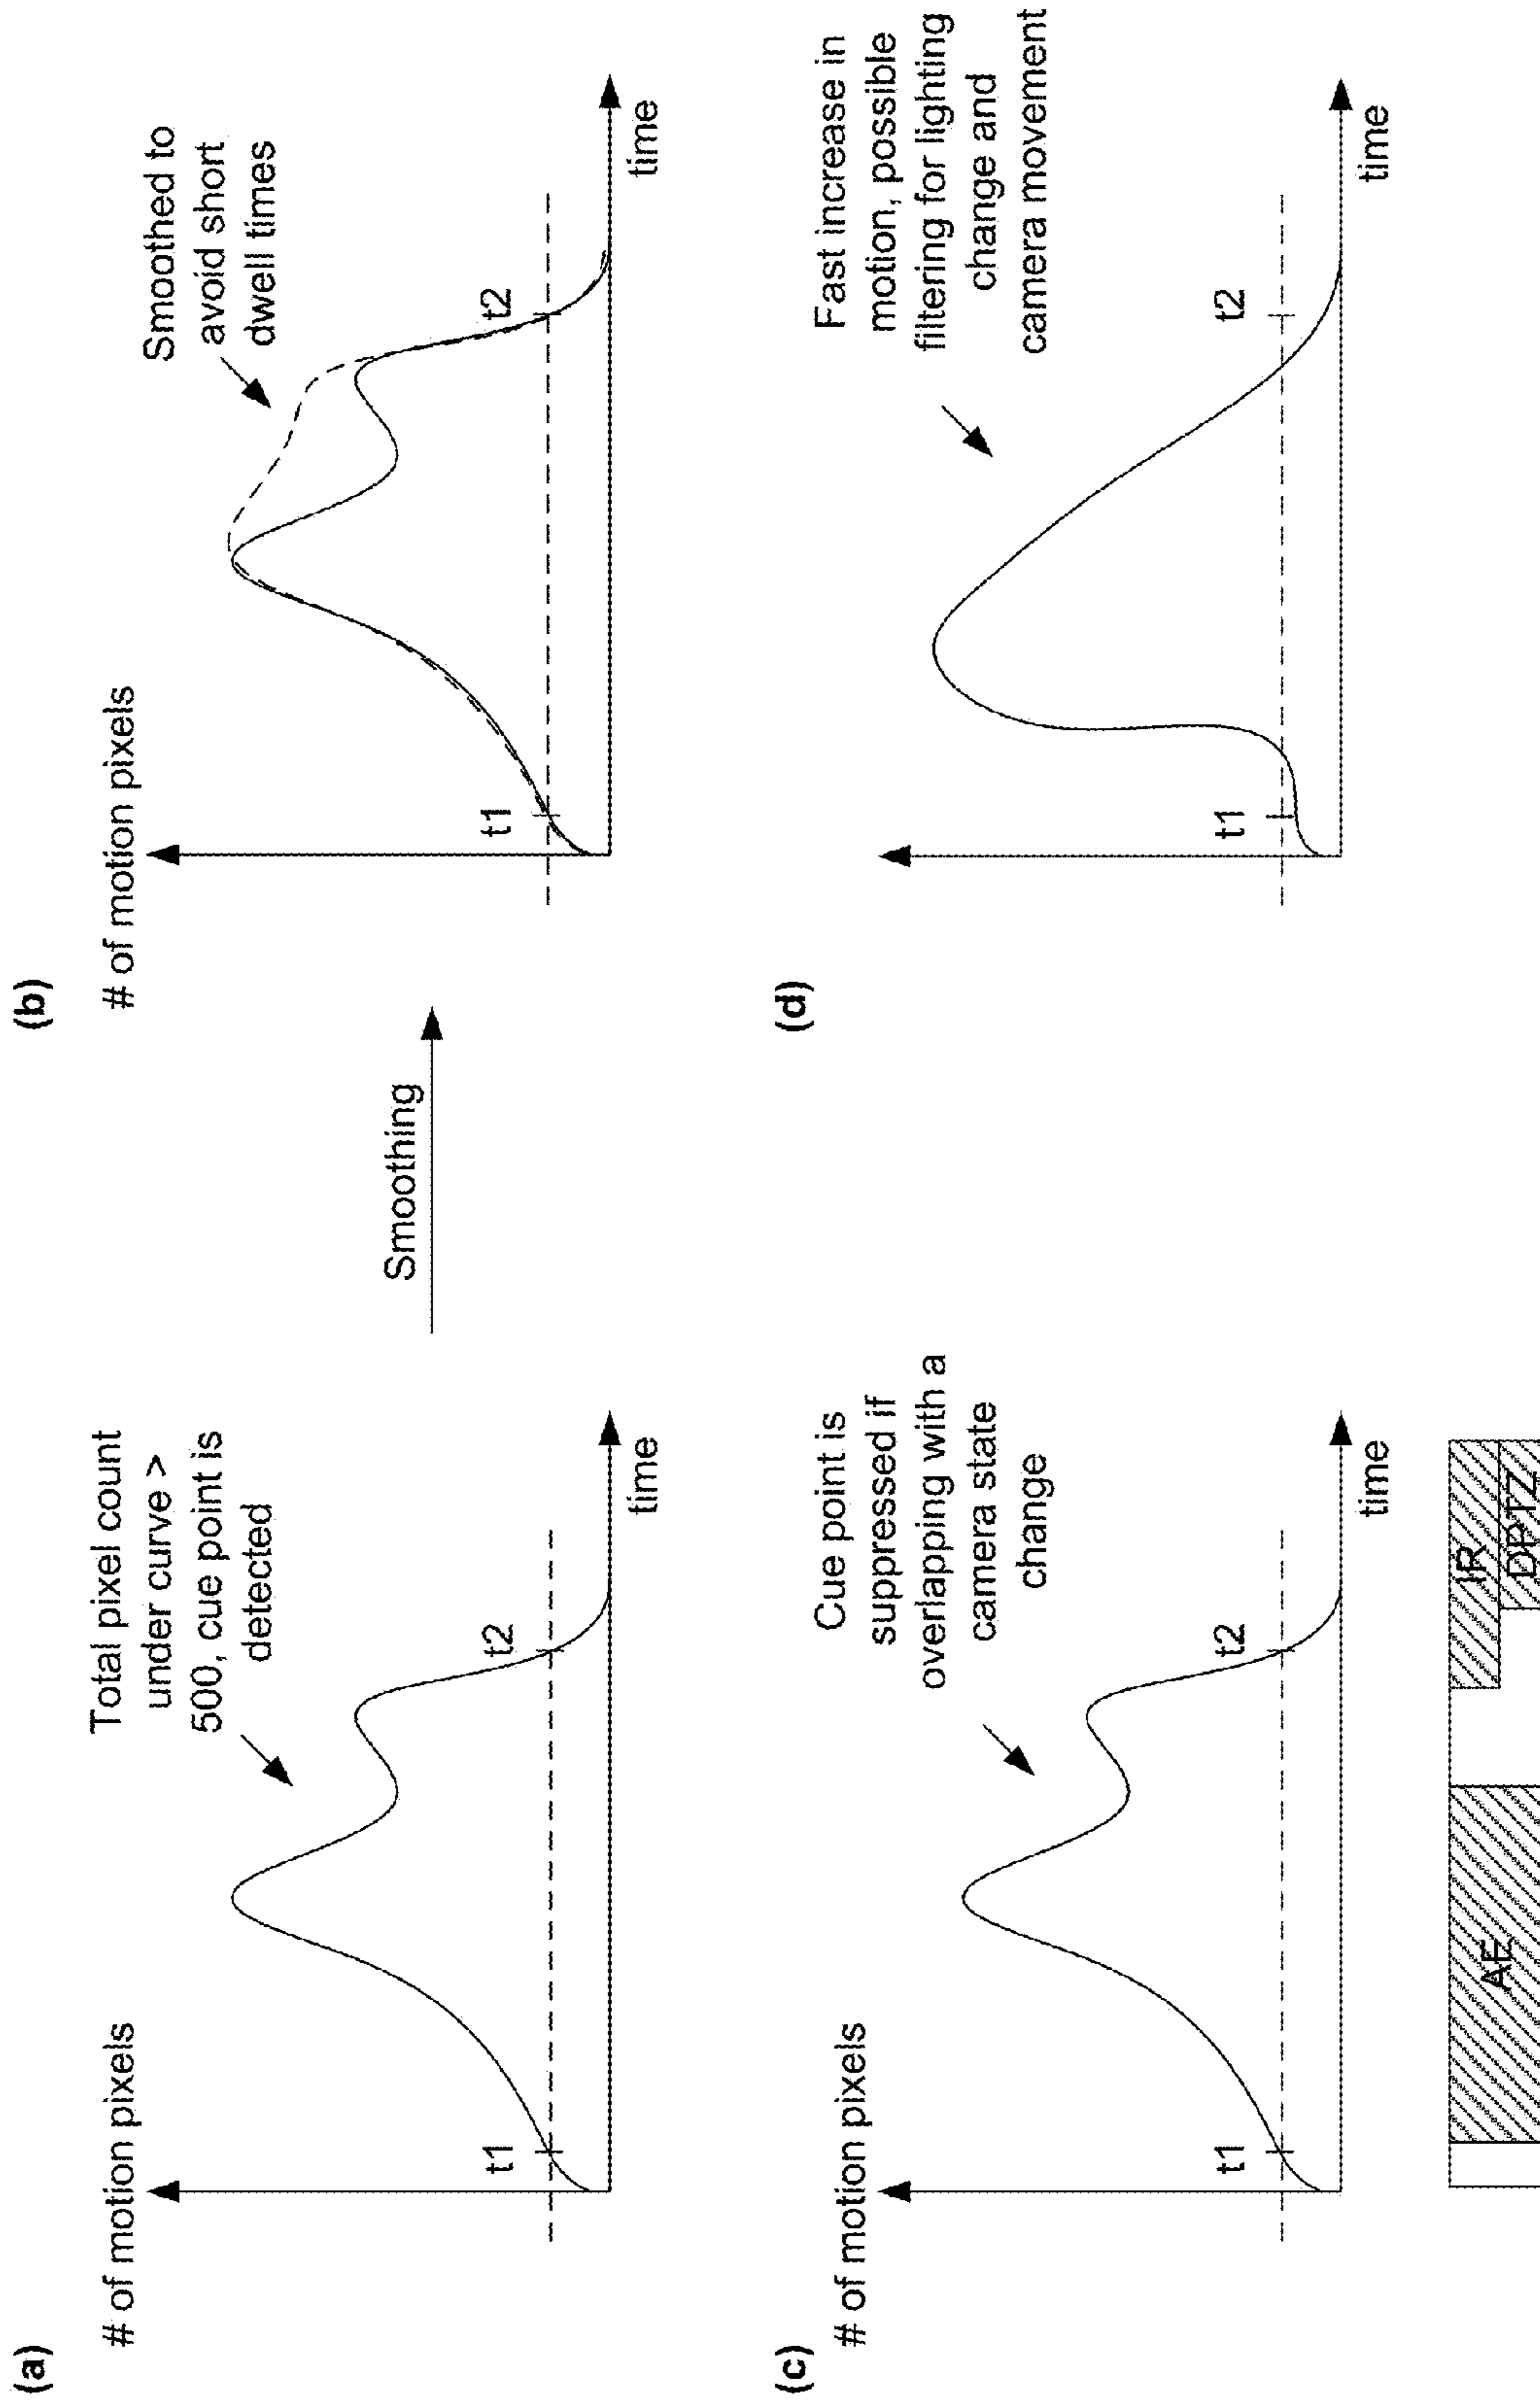 (a)
# of motion pixels
Total pixel count
under curve >
500, cue point is
detected
t1
t2
time
Smoothing
(b)
# of motion pixels
Smoothed to
avoid short
dwell times
t1
t2
time
(c)
# of motion pixels
Cue point is
suppressed if
overlapping with a
camera state
change
t1
t2
time
AE
IR
DPTZ
(d)
Fast increase in
motion, possible
filtering for lighting
change and
camera movement
t1
t2
time